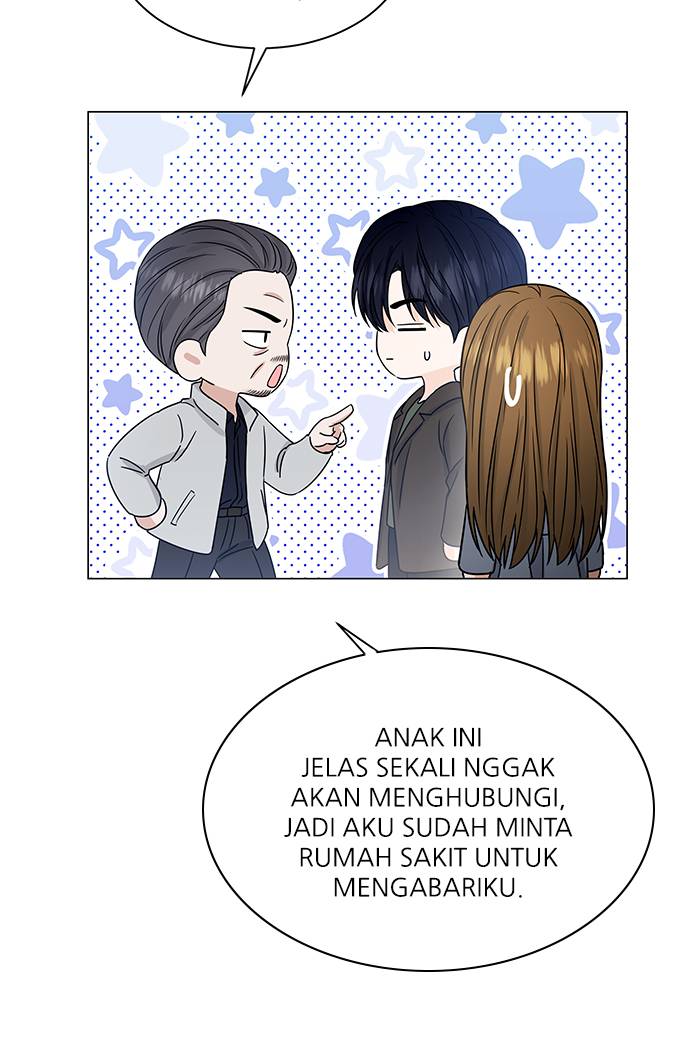 ANAK INI
JELAS SEKALI NGGAK
AKAN MENGHUBUNGI,
JADI AKU SUDAH MINTA
RUMAH SAKIT UNTUK
MENGABARIKU.